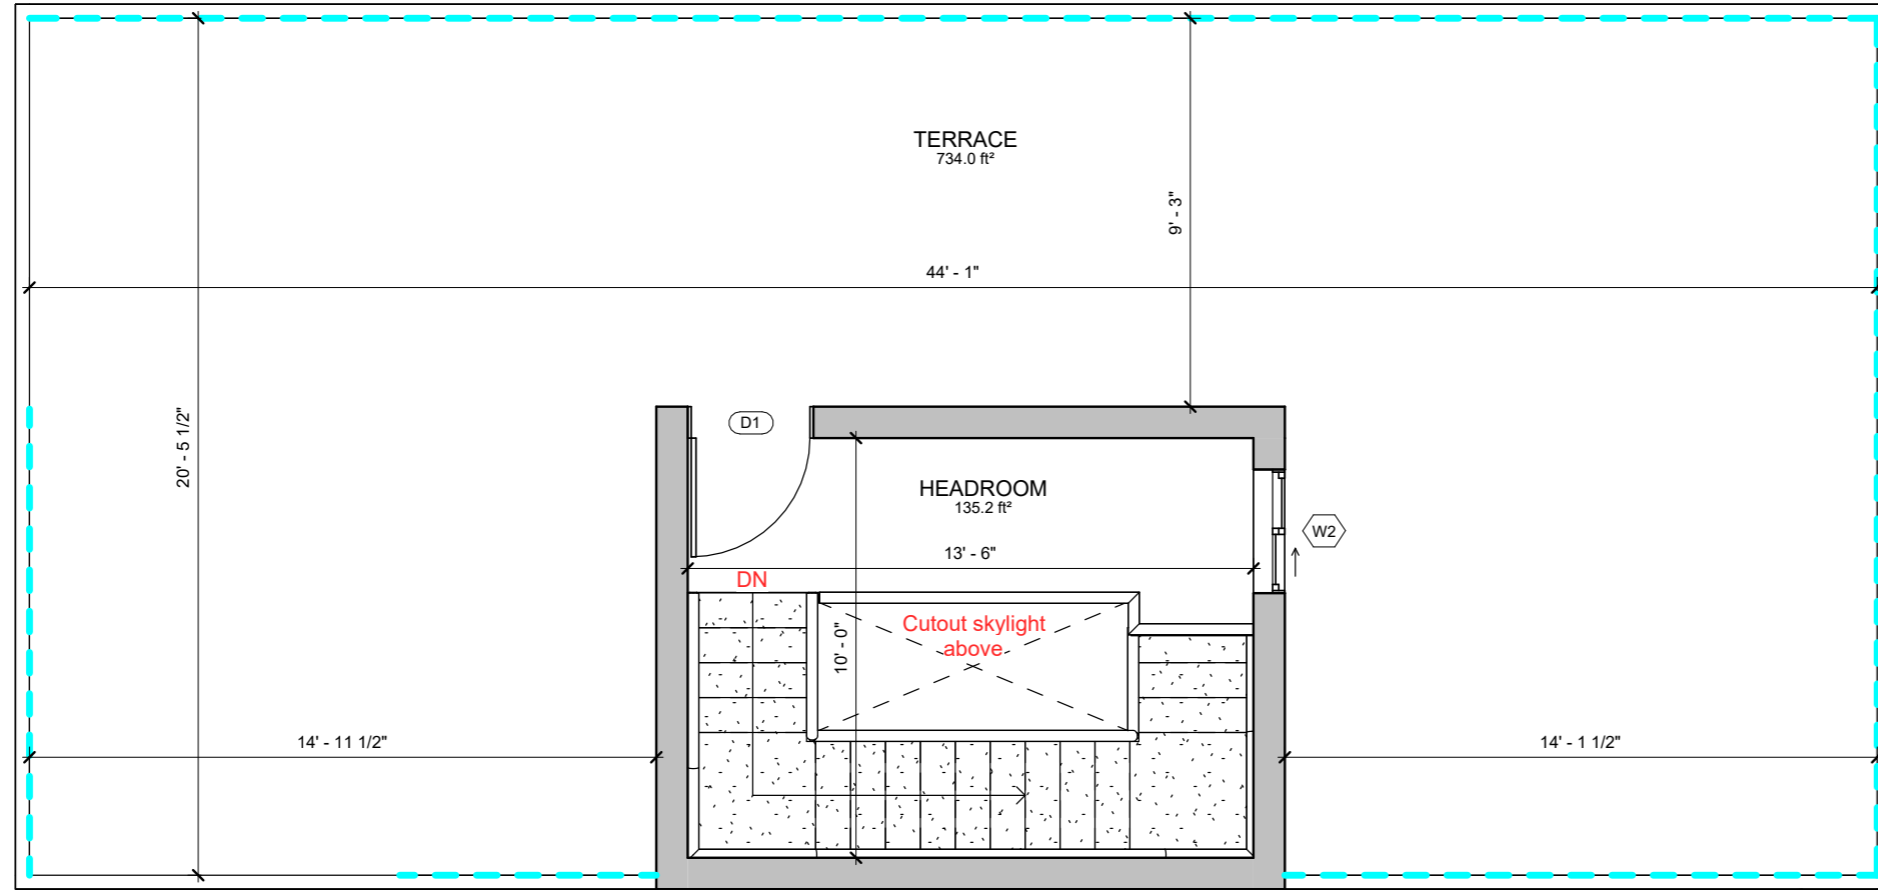 TERRACE
734.0 ft²
9' - 3"
44' - 1"
20' - 5 1/2"
D1
HEADROOM
135.2 ft²
W2
13' - 6"
DN
Cutout skylight
above
10' - 0"
14' - 11 1/2"
14' - 1 1/2"